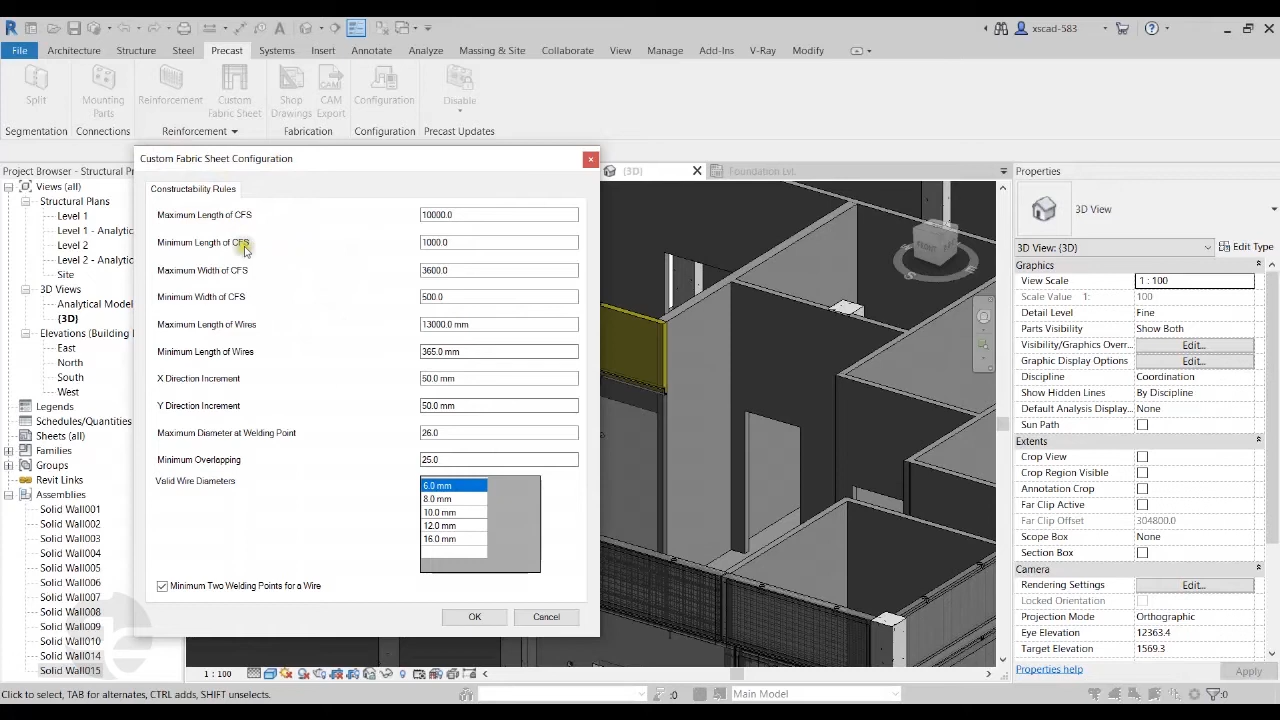 xscad-583
File Architecture Structure Steel Precast Systems Insert Annotate Analyze Massing & Site Collaborate View Manage Add-Ins V-Ray Modify
Split
Mounting Parts
Reinforcement
Custom Fabric Sheet
Shop Drawings
CAM Export
Configuration
Disable
Segmentation Connections Reinforcement Fabrication Configuration Precast Updates
Project Browser - Structural Pr
Views (all)
Structural Plans
Level 1
Level 1 - Analytic
Level 2
Level 2 - Analytic
Site
3D Views
Analytical Model
{3D}
Elevations (Building
East
North
South
West
Legends
Schedules/Quantities
Sheets (all)
Families
Groups
Revit Links
Assemblies
Solid Wall001
Solid Wall002
Solid Wall003
Solid Wall004
Solid Wall005
Solid Wall006
Solid Wall007
Solid Wall008
Solid Wall009
Solid Wall010
Solid Wall014
Solid Wall015
Custom Fabric Sheet Configuration
Constructability Rules
Maximum Length of CFS 10000.0
Minimum Length of CFS 1000.0
Maximum Width of CFS 3600.0
Minimum Width of CFS 500.0
Maximum Length of Wires 13000.0 mm
Minimum Length of Wires 365.0 mm
X Direction Increment 50.0 mm
Y Direction Increment 50.0 mm
Maximum Diameter at Welding Point 26.0
Minimum Overlapping 25.0
Valid Wire Diameters
6.0 mm
8.0 mm
10.0 mm
12.0 mm
16.0 mm
Minimum Two Welding Points for a Wire
OK Cancel
{3D}
Foundation Lvl.
FRONT
S
Properties
3D View
3D View: {3D} Edit Type
Graphics
View Scale 1 : 100
Scale Value 1: 100
Detail Level Fine
Parts Visibility Show Both
Visibility/Graphics Overr... Edit...
Graphic Display Options Edit...
Discipline Coordination
Show Hidden Lines By Discipline
Default Analysis Display... None
Sun Path
Extents
Crop View
Crop Region Visible
Annotation Crop
Far Clip Active
Far Clip Offset 304800.0
Scope Box None
Section Box
Camera
Rendering Settings Edit...
Locked Orientation
Projection Mode Orthographic
Eye Elevation 12363.4
Target Elevation 1569.3
Properties help Apply
1 : 100
Click to select, TAB for alternates, CTRL adds, SHIFT unselects.
:0
Main Model
:0